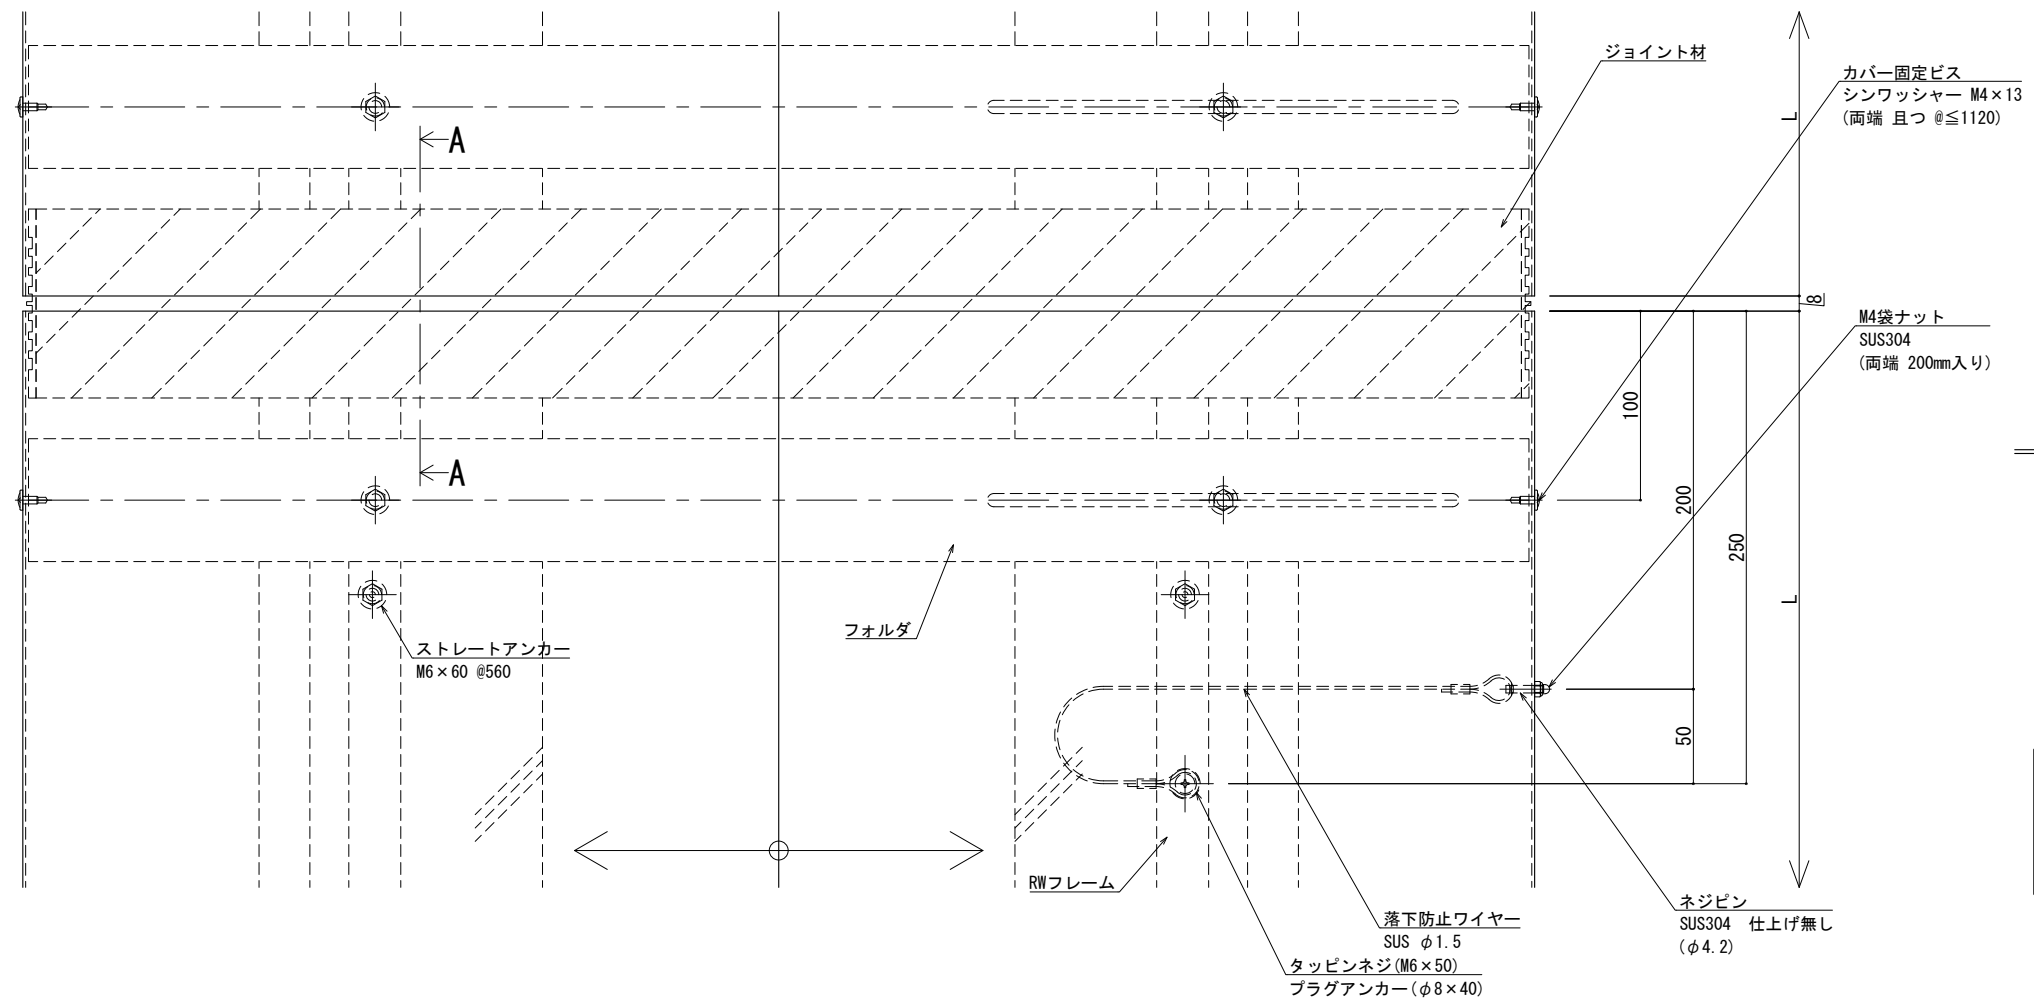 ジョイント材
カバー固定ビス
シンワッシャー M4×13
(両端 且つ @≦1120)
L
A
8
M4袋ナット
SUS304
(両端 200mm入り)
100
A
200
250
L
フォルダ
ストレートアンカー
M6×60 @560
50
RWフレーム
ネジピン
SUS304 仕上げ無し
(φ4.2)
落下防止ワイヤー
SUS φ1.5
タッピンネジ(M6×50)
プラグアンカー(φ8×40)